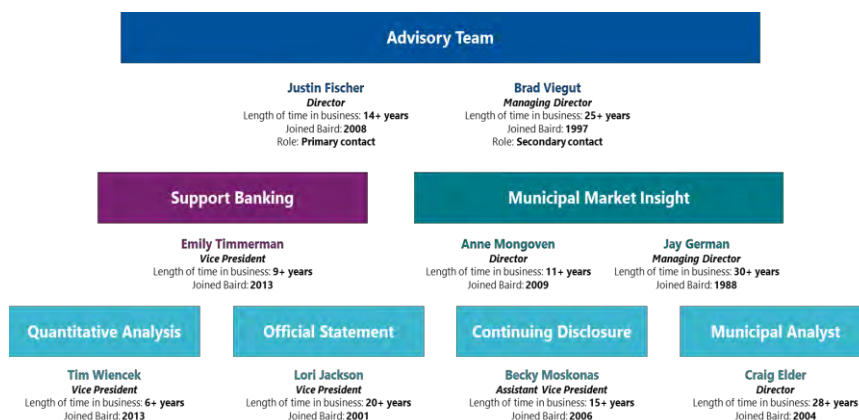 Advisory Team
Justin Fischer
Director
Length of time in business: 14+ years
Joined Baird: 2008
Role: Primary contact
Brad Viegut
Managing Director
Length of time in business: 25+ years
Joined Baird: 1997
Role: Secondary contact
Support Banking
Emily Timmerman
Vice President
Length of time in business: 9+ years
Joined Baird: 2013
Municipal Market Insight
Anne Mongoven
Director
Length of time in business: 11+ years
Joined Baird: 2009
Jay German
Managing Director
Length of time in business: 30+ years
Joined Baird: 1988
Quantitative Analysis
Tim Wiencek
Vice President
Length of time in business: 6+ years
Joined Baird: 2013
Official Statement
Lori Jackson
Vice President
Length of time in business: 20+ years
Joined Baird: 2001
Continuing Disclosure
Becky Moskonas
Assistant Vice President
Length of time in business: 15+ years
Joined Baird: 2006
Municipal Analyst
Craig Elder
Director
Length of time in business: 28+ years
Joined Baird: 2004